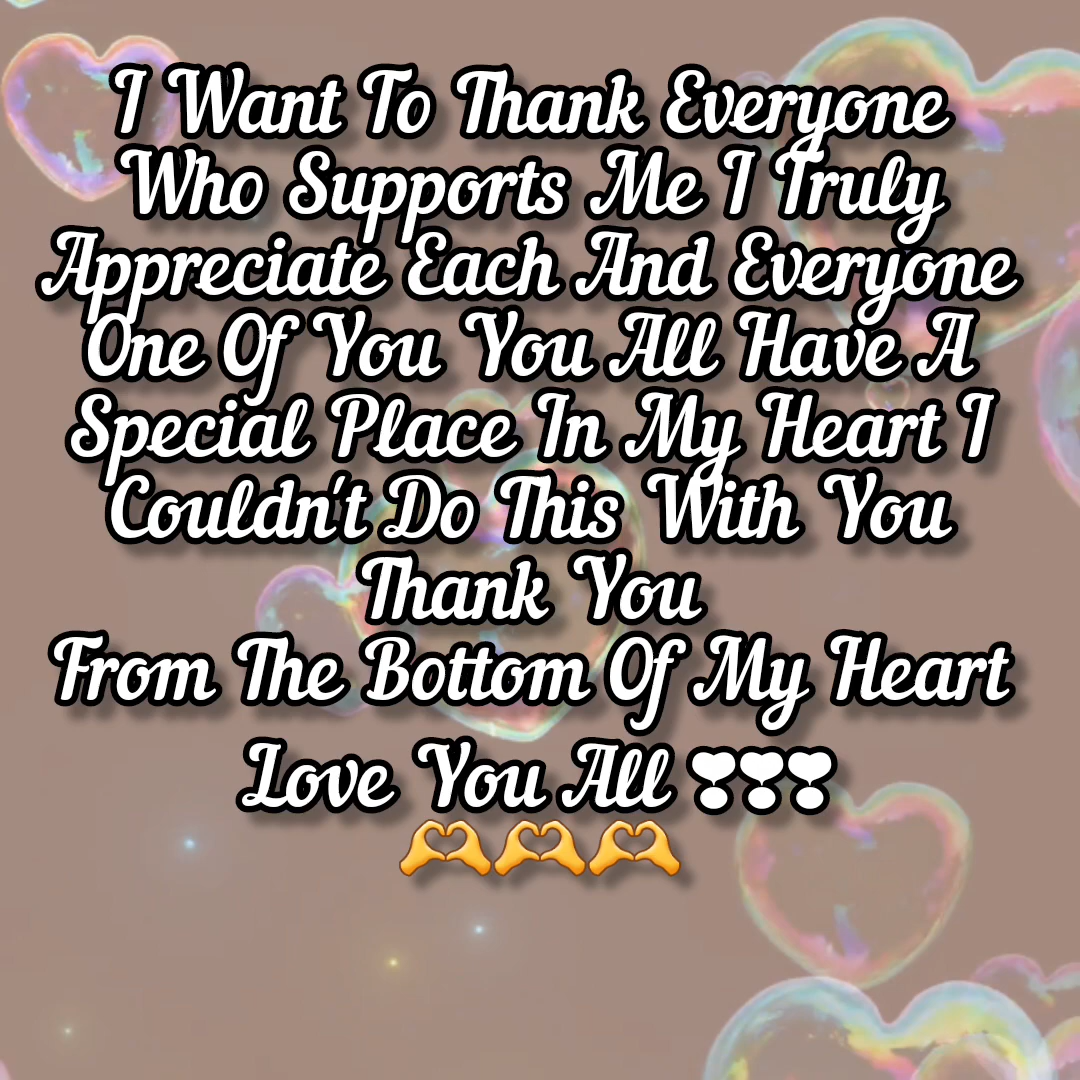 I Want To Thank Everyone
Who Supports Me I Truly
Appreciate Each And Everyone
One Of You You All Have A
Special Place In My Heart I
Couldn't Do This With You
Thank You
From The Bottom Of My Heart
Love You All ❣❣❣
🫶🫶🫶